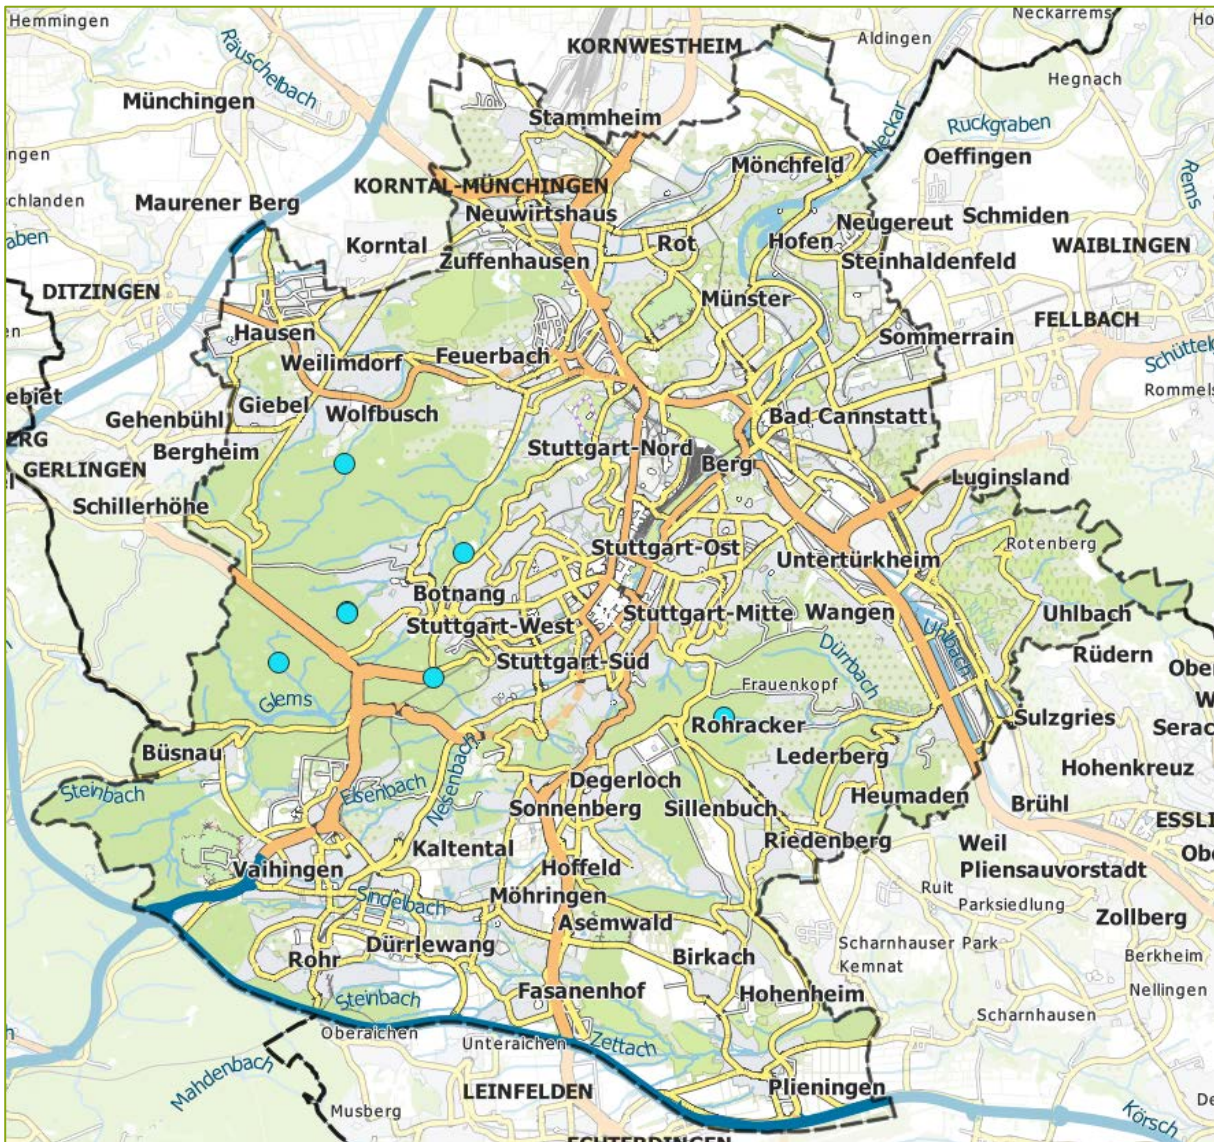 Hemmingen
Neckarrems
KORNWESTHEIM
Aldingen
Räuschelbach
Hegnach
Münchingen
Stammheim
Neckar
Ruckgraben
Mönchfeld
Oeffingen
Rems
KORNTAL-MÜNCHINGEN
Maurener Berg
Neuwirtshaus
Neugereut
Schmiden
Korntal
Rot
Hofen
WAIBLINGEN
Zuffenhausen
Steinhaldenfeld
DITZINGEN
Münster
Hausen
Sommerrain
FELLBACH
Weilimdorf
Feuerbach
Giebel
Wolfbusch
Gehenbühl
Bad Cannstatt
Bergheim
Stuttgart-Nord
Berg
GERLINGEN
Luginsland
Schillerhöhe
Stuttgart-Ost
Untertürkheim
Rotenberg
Botnang
Stuttgart-West
Stuttgart-Mitte
Wangen
Uhlbach
Uhlbach
Stuttgart-Süd
Dürrbach
Rüdern
Glems
Frauenkopf
Rohracker
Sulzgries
Büsnau
Nesenbach
Lederberg
Hohenkreuz
Steinbach
Elsenbach
Degerloch
Sonnenberg
Sillenbuch
Heumaden
Brühl
Kaltental
Riedenberg
Weil
Vaihingen
Hoffeld
Pliensauvorstadt
Sindelbach
Möhringen
Ruit
Parksiedlung
Zollberg
Asemwald
Dürrlewang
Scharnhauser Park
Rohr
Birkach
Kemnat
Berkheim
Steinbach
Fasanenhof
Hohenheim
Nellingen
Oberaichen
Unteraichen
Zettach
Scharnhausen
Mahdenbach
LEINFELDEN
Plieningen
Musberg
Körsch